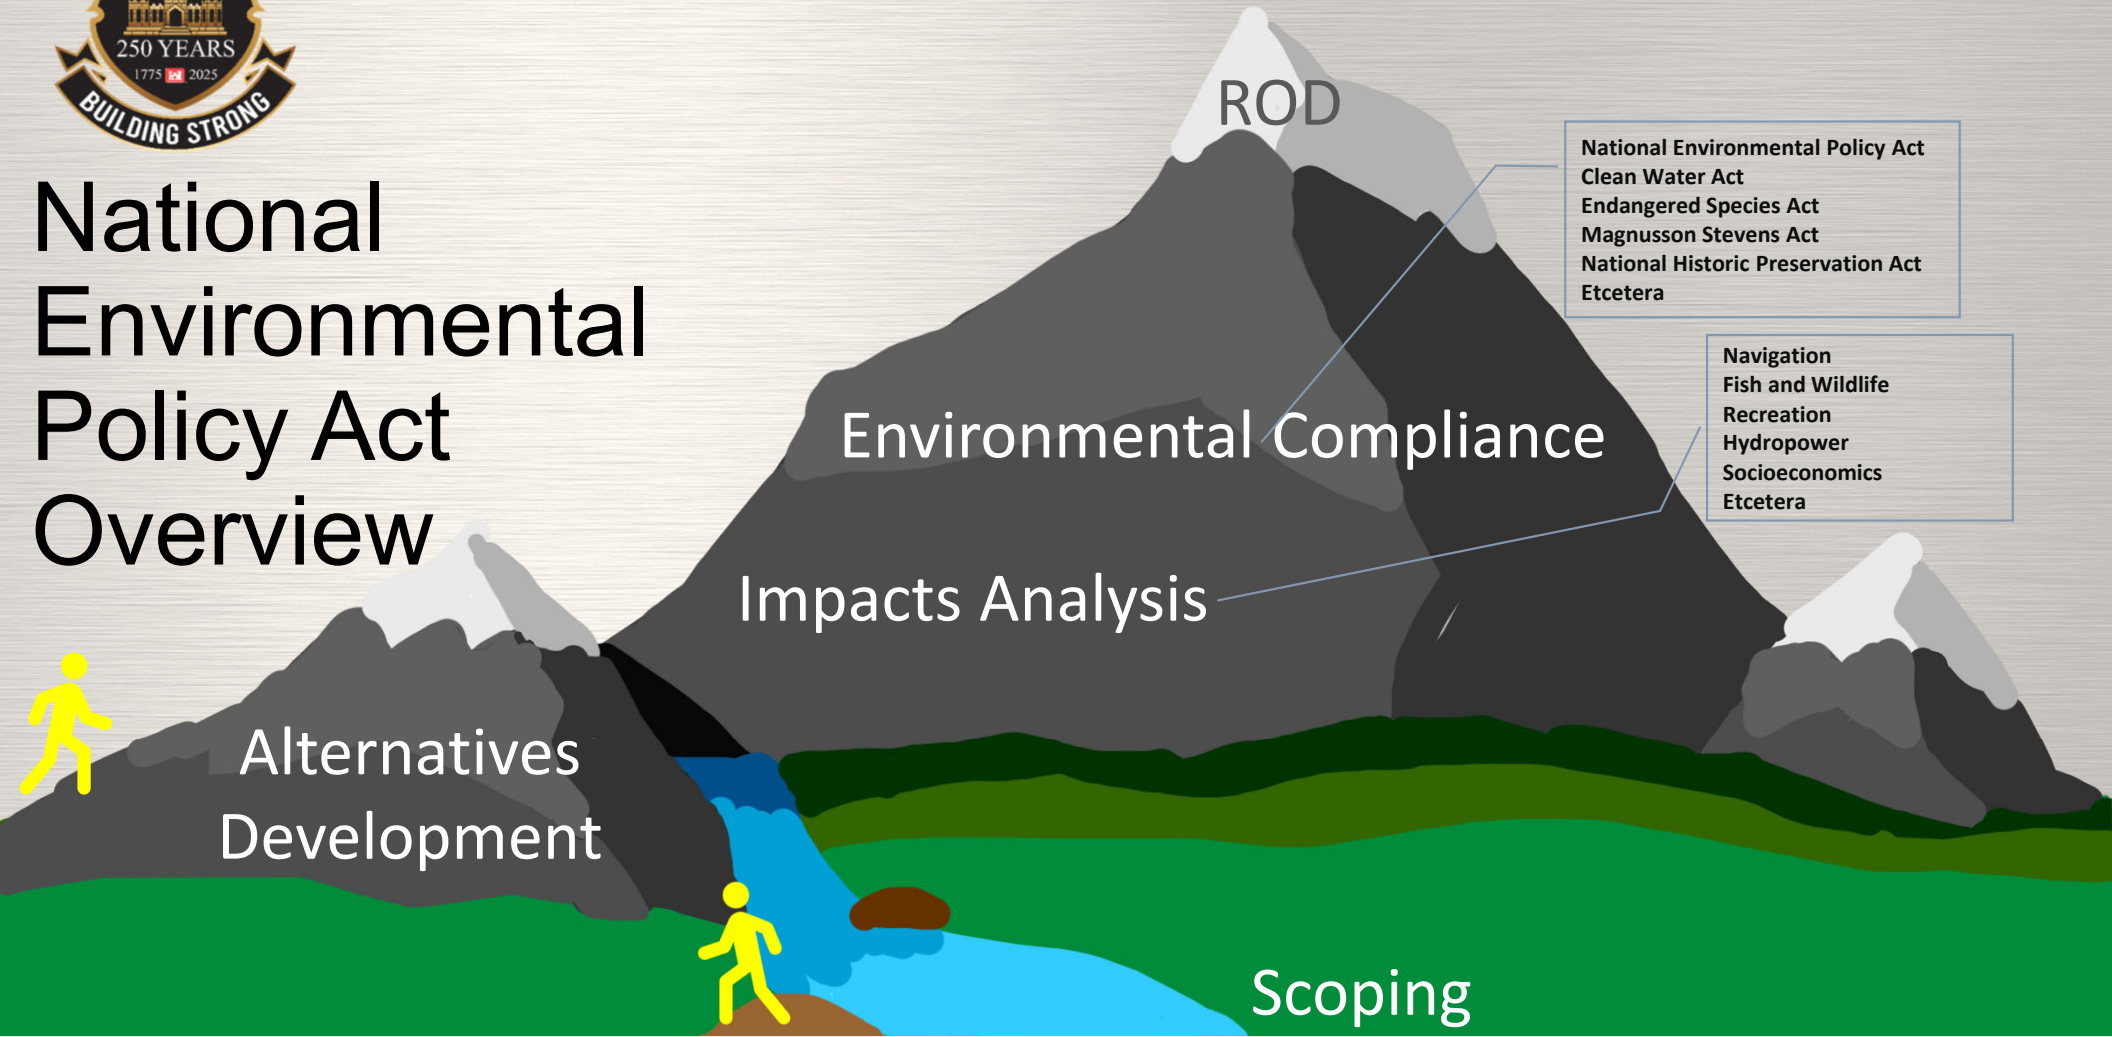 250 YEARS
1775 2025
BUILDING STRONG
National
Environmental
Policy Act
Overview
ROD
National Environmental Policy Act
Clean Water Act
Endangered Species Act
Magnusson Stevens Act
National Historic Preservation Act
Etcetera
Navigation
Fish and Wildlife
Recreation
Hydropower
Socioeconomics
Etcetera
Environmental Compliance
Impacts Analysis
Alternatives
Development
Scoping